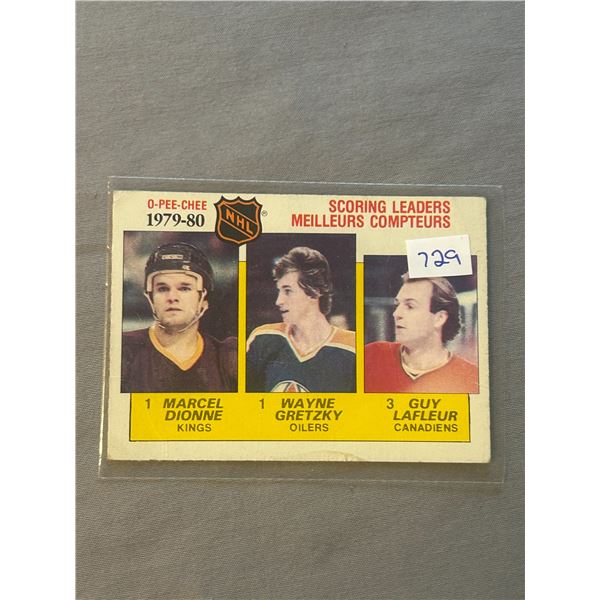 O-PEE-CHEE
1979-80
NHL
®
SCORING LEADERS
MEILLEURS COMPTEURS
729
1 MARCEL
DIONNE
KINGS
1 WAYNE
GRETZKY
OILERS
3 GUY
LAFLEUR
CANADIENS